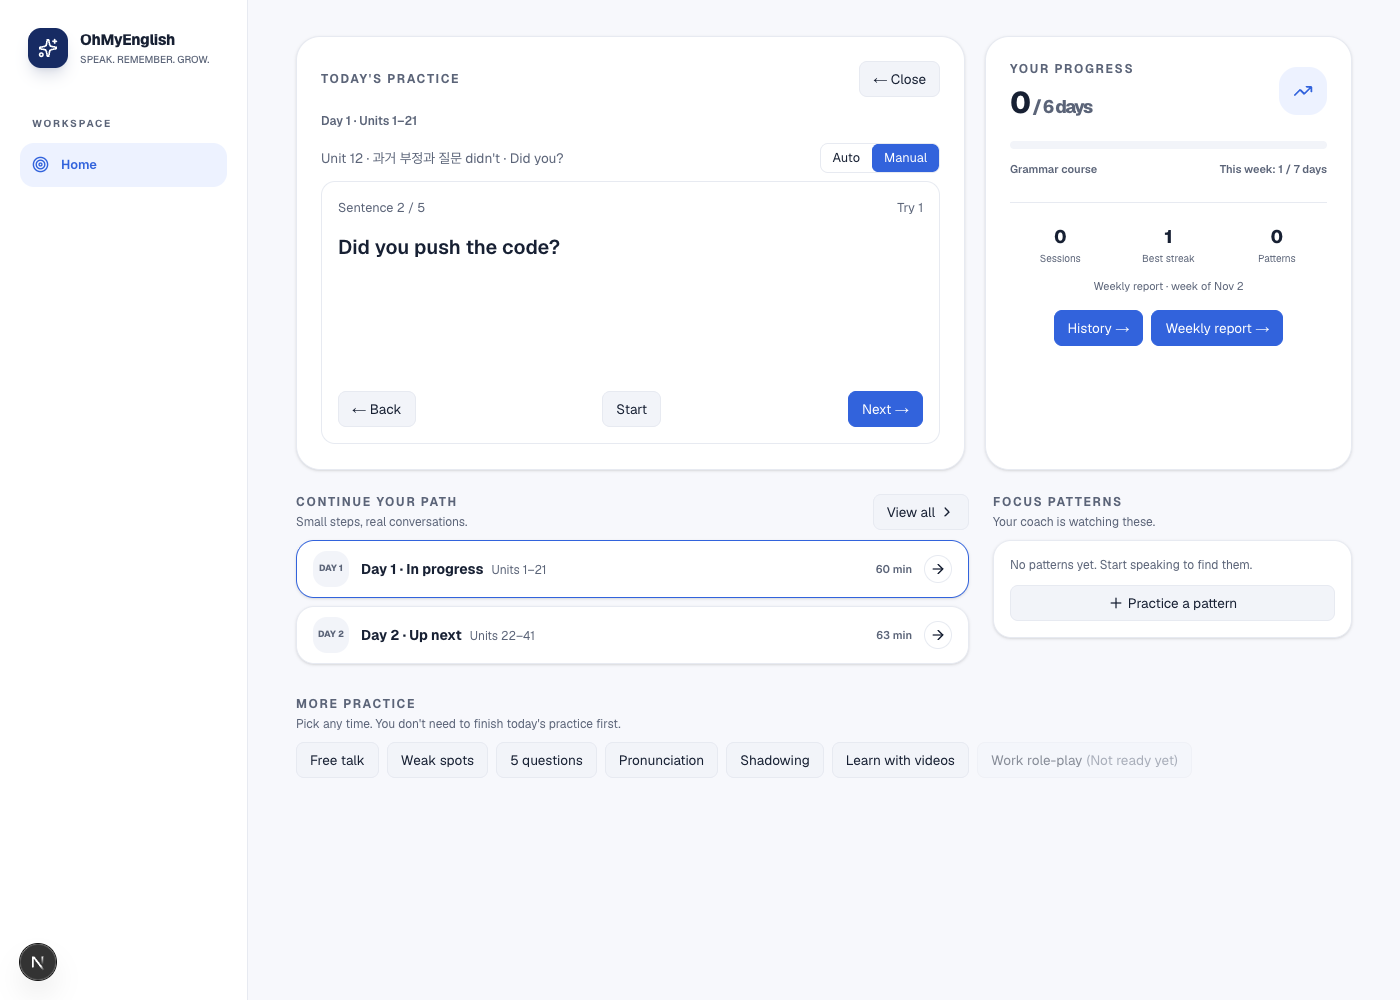 OhMyEnglish
SPEAK. REMEMBER. GROW.
WORKSPACE
Home
TODAY'S PRACTICE
← Close
Day 1 · Units 1–21
Unit 12 · 과거 부정과 질문 didn't · Did you?
Auto
Manual
Sentence 2 / 5
Try 1
Did you push the code?
← Back
Start
Next →
YOUR PROGRESS
0 / 6 days
Grammar course
This week: 1 / 7 days
0
Sessions
1
Best streak
0
Patterns
Weekly report · week of Nov 2
History →
Weekly report →
CONTINUE YOUR PATH
Small steps, real conversations.
View all
DAY 1
Day 1 · In progress Units 1–21
60 min
DAY 2
Day 2 · Up next Units 22–41
63 min
FOCUS PATTERNS
Your coach is watching these.
No patterns yet. Start speaking to find them.
+ Practice a pattern
MORE PRACTICE
Pick any time. You don't need to finish today's practice first.
Free talk
Weak spots
5 questions
Pronunciation
Shadowing
Learn with videos
Work role-play (Not ready yet)
N